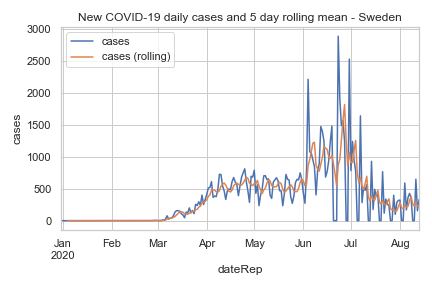 New COVID-19 daily cases and 5 day rolling mean - Sweden
cases
cases (rolling)
cases
3000
2500
2000
1500
1000
500
0
Jan Feb Mar Apr May Jun Jul Aug
2020
dateRep